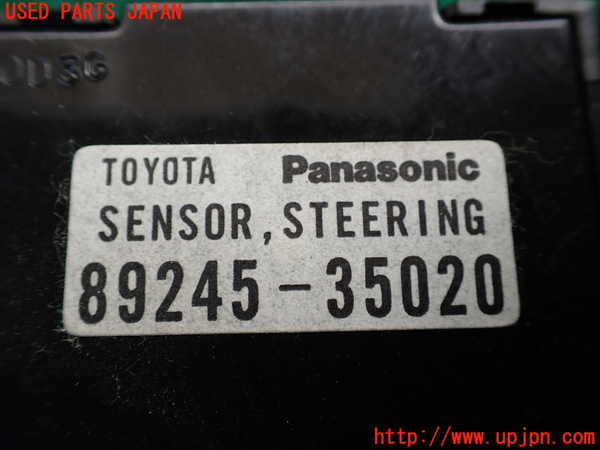 USED PARTS JAPAN
TOYOTA Panasonic
SENSOR, STEERING
89245-35020
http://www.upjpn.com/